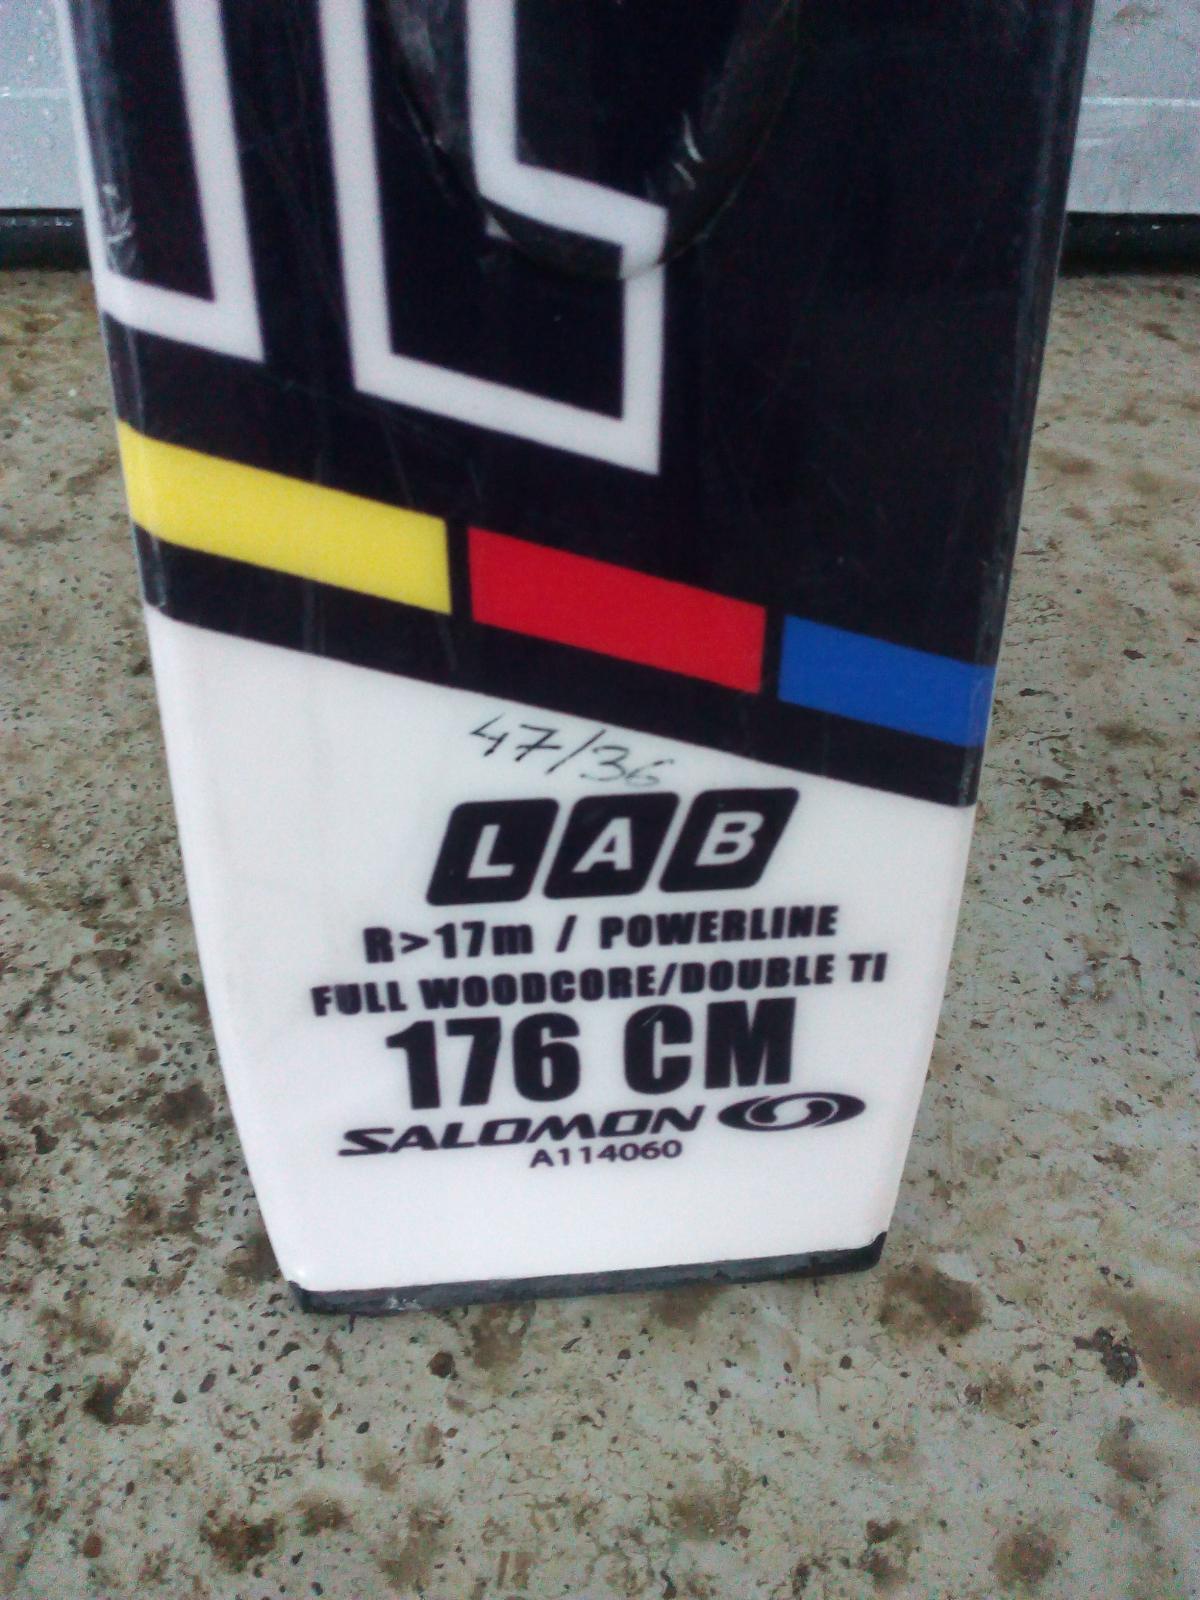 47/36
LAB
R>17m / POWERLINE
FULL WOODCORE/DOUBLE TI
176 CM
SALOMON
A114060